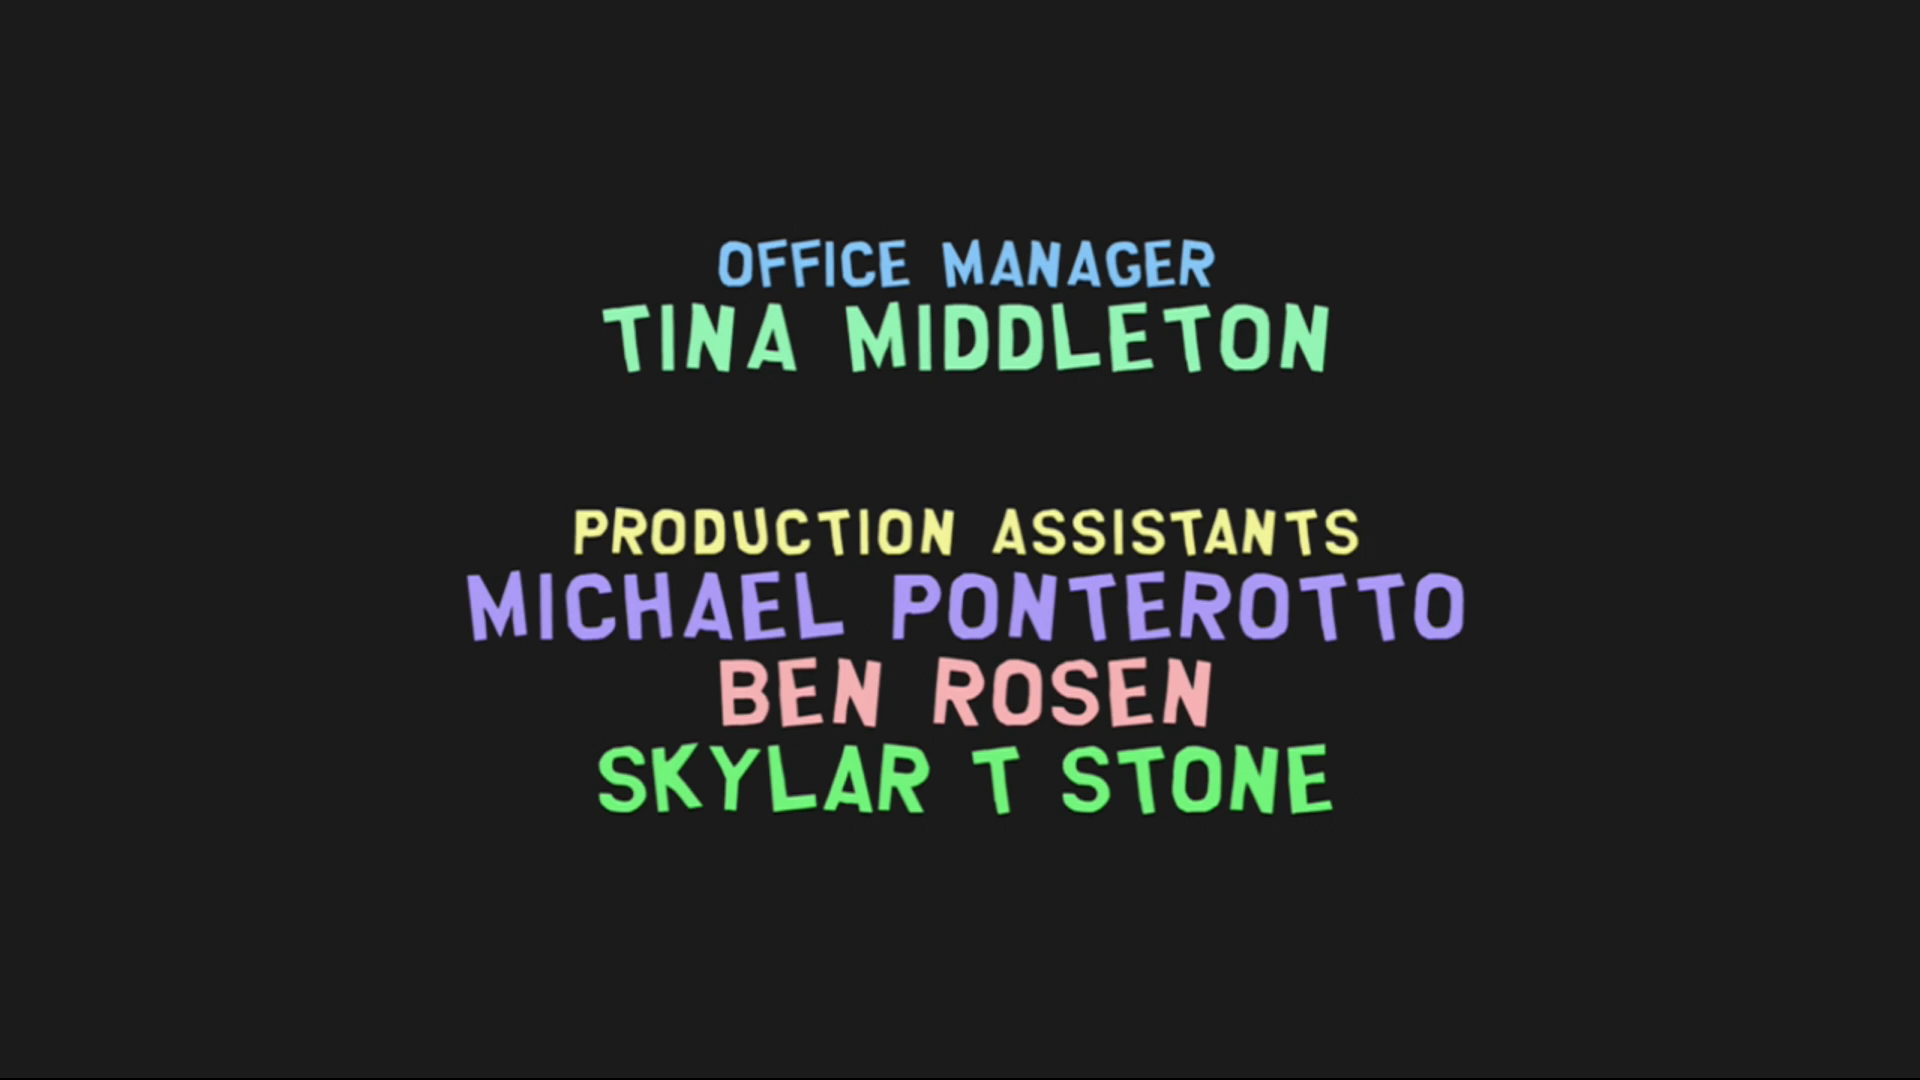 OFFICE MANAGER
TINA MIDDLETON
PRODUCTION ASSISTANTS
MICHAEL PONTEROTTO
BEN ROSEN
SKYLAR T STONE